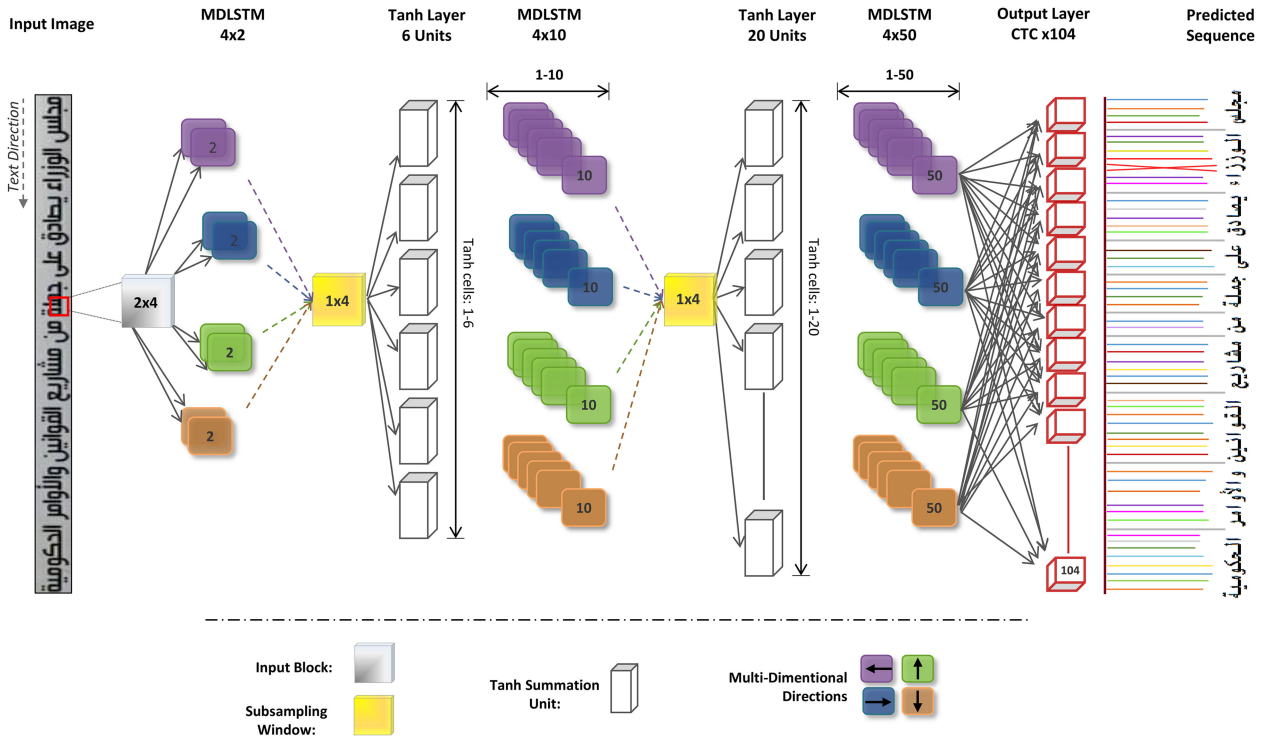 Input Image
MDLSTM
4x2
Tanh Layer
6 Units
MDLSTM
4x10
Tanh Layer
20 Units
MDLSTM
4x50
Output Layer
CTC x104
Predicted
Sequence
Text Direction
مجلس الوزراء يصادق على جملة من مشاريع القوانين والأوامر الحكومية
2x4
2
2
2
2
1x4
Tanh cells: 1-6
1-10
10
10
10
10
1x4
Tanh cells: 1-20
1-50
50
50
50
50
104
مجلس الوزراء يصادق على جملة من مشاريع القوانين و الأوامر الحكومية
Input Block:
Subsampling
Window:
Tanh Summation
Unit:
Multi-Dimentional
Directions